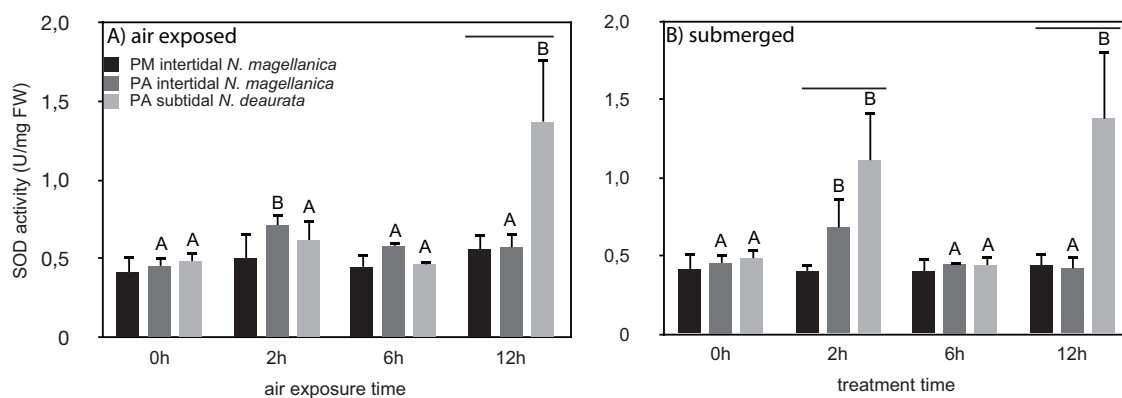 SOD activity (U/mg FW)
2,0
1,5
1,0
0,5
0
A) air exposed
PM intertidal N. magellanica
PA intertidal N. magellanica
PA subtidal N. deaurata
A A
B A
A A
A B
0h 2h 6h 12h
air exposure time
2,0
1,5
1,0
0,5
0
B) submerged
A A
B B
A A
A B
0h 2h 6h 12h
treatment time